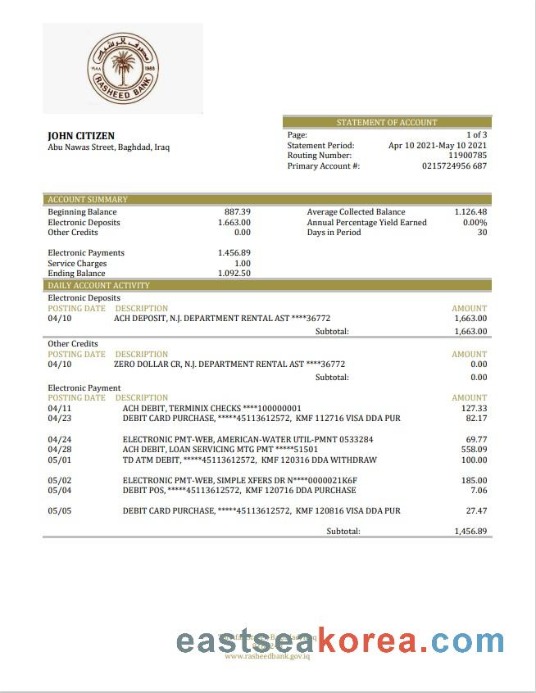 RASHEED BANK
1988
STATEMENT OF ACCOUNT
JOHN CITIZEN
Abu Nawas Street, Baghdad, Iraq
Page: 1 of 3
Statement Period: Apr 10 2021-May 10 2021
Routing Number: 11900785
Primary Account #: 0215724956 687
ACCOUNT SUMMARY
Beginning Balance 887.39 Average Collected Balance 1.126.48
Electronic Deposits 1.663.00 Annual Percentage Yield Earned 0.00%
Other Credits 0.00 Days in Period 30
Electronic Payments 1.456.89
Service Charges 1.00
Ending Balance 1.092.50
DAILY ACCOUNT ACTIVITY
Electronic Deposits
POSTING DATE DESCRIPTION AMOUNT
04/10 ACH DEPOSIT, N.J. DEPARTMENT RENTAL AST ****36772 1,663.00
Subtotal: 1,663.00
Other Credits
POSTING DATE DESCRIPTION AMOUNT
04/10 ZERO DOLLAR CR, N.J. DEPARTMENT RENTAL AST ****36772 0.00
Subtotal: 0.00
Electronic Payment
POSTING DATE DESCRIPTION AMOUNT
04/11 ACH DEBIT, TERMINIX CHECKS ****100000001 127.33
04/23 DEBIT CARD PURCHASE, *****45113612572, KMF 112716 VISA DDA PUR 82.17
04/24 ELECTRONIC PMT-WEB, AMERICAN-WATER UTIL-PMNT 0533284 69.77
04/28 ACH DEBIT, LOAN SERVICING MTG PMT *****51501 558.09
05/01 TD ATM DEBIT, *****45113612572, KMF 120316 DDA WITHDRAW 100.00
05/02 ELECTRONIC PMT-WEB, SIMPLE XFERS DR N****0000021K6F 185.00
05/04 DEBIT POS, *****45113612572, KMF 120716 DDA PURCHASE 7.06
05/05 DEBIT CARD PURCHASE, *****45113612572, KMF 120816 VISA DDA PUR 27.47
Subtotal: 1,456.89
eastseakorea.com
www.rasheedbank.gov.iq